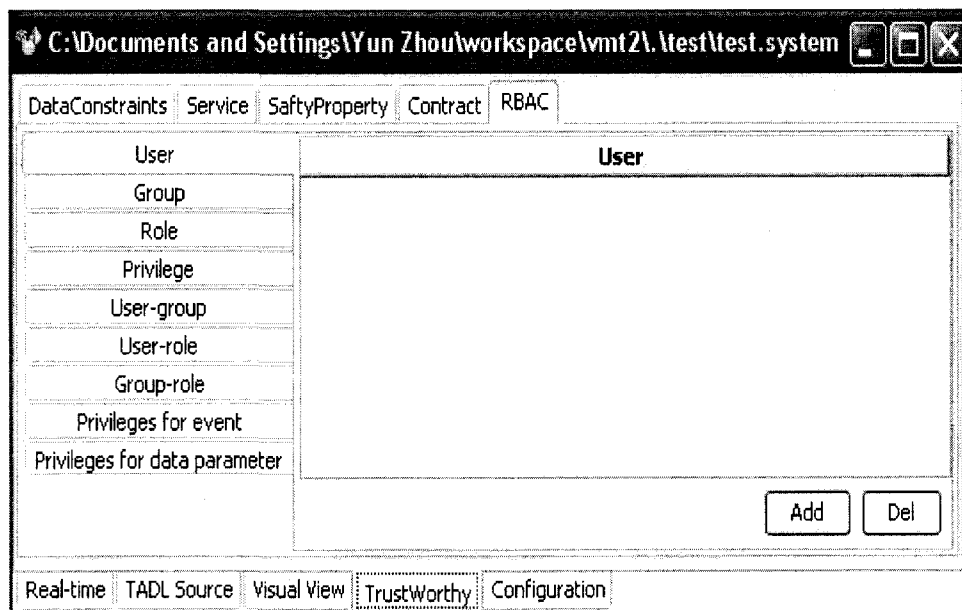 C:\Documents and Settings\Yun Zhou\workspace\vmt2\.\test\test.system
DataConstraints Service SaftyProperty Contract RBAC
User
Group
Role
Privilege
User-group
User-role
Group-role
Privileges for event
Privileges for data parameter
User
Add Del
Real-time TADL Source Visual View TrustWorthy Configuration